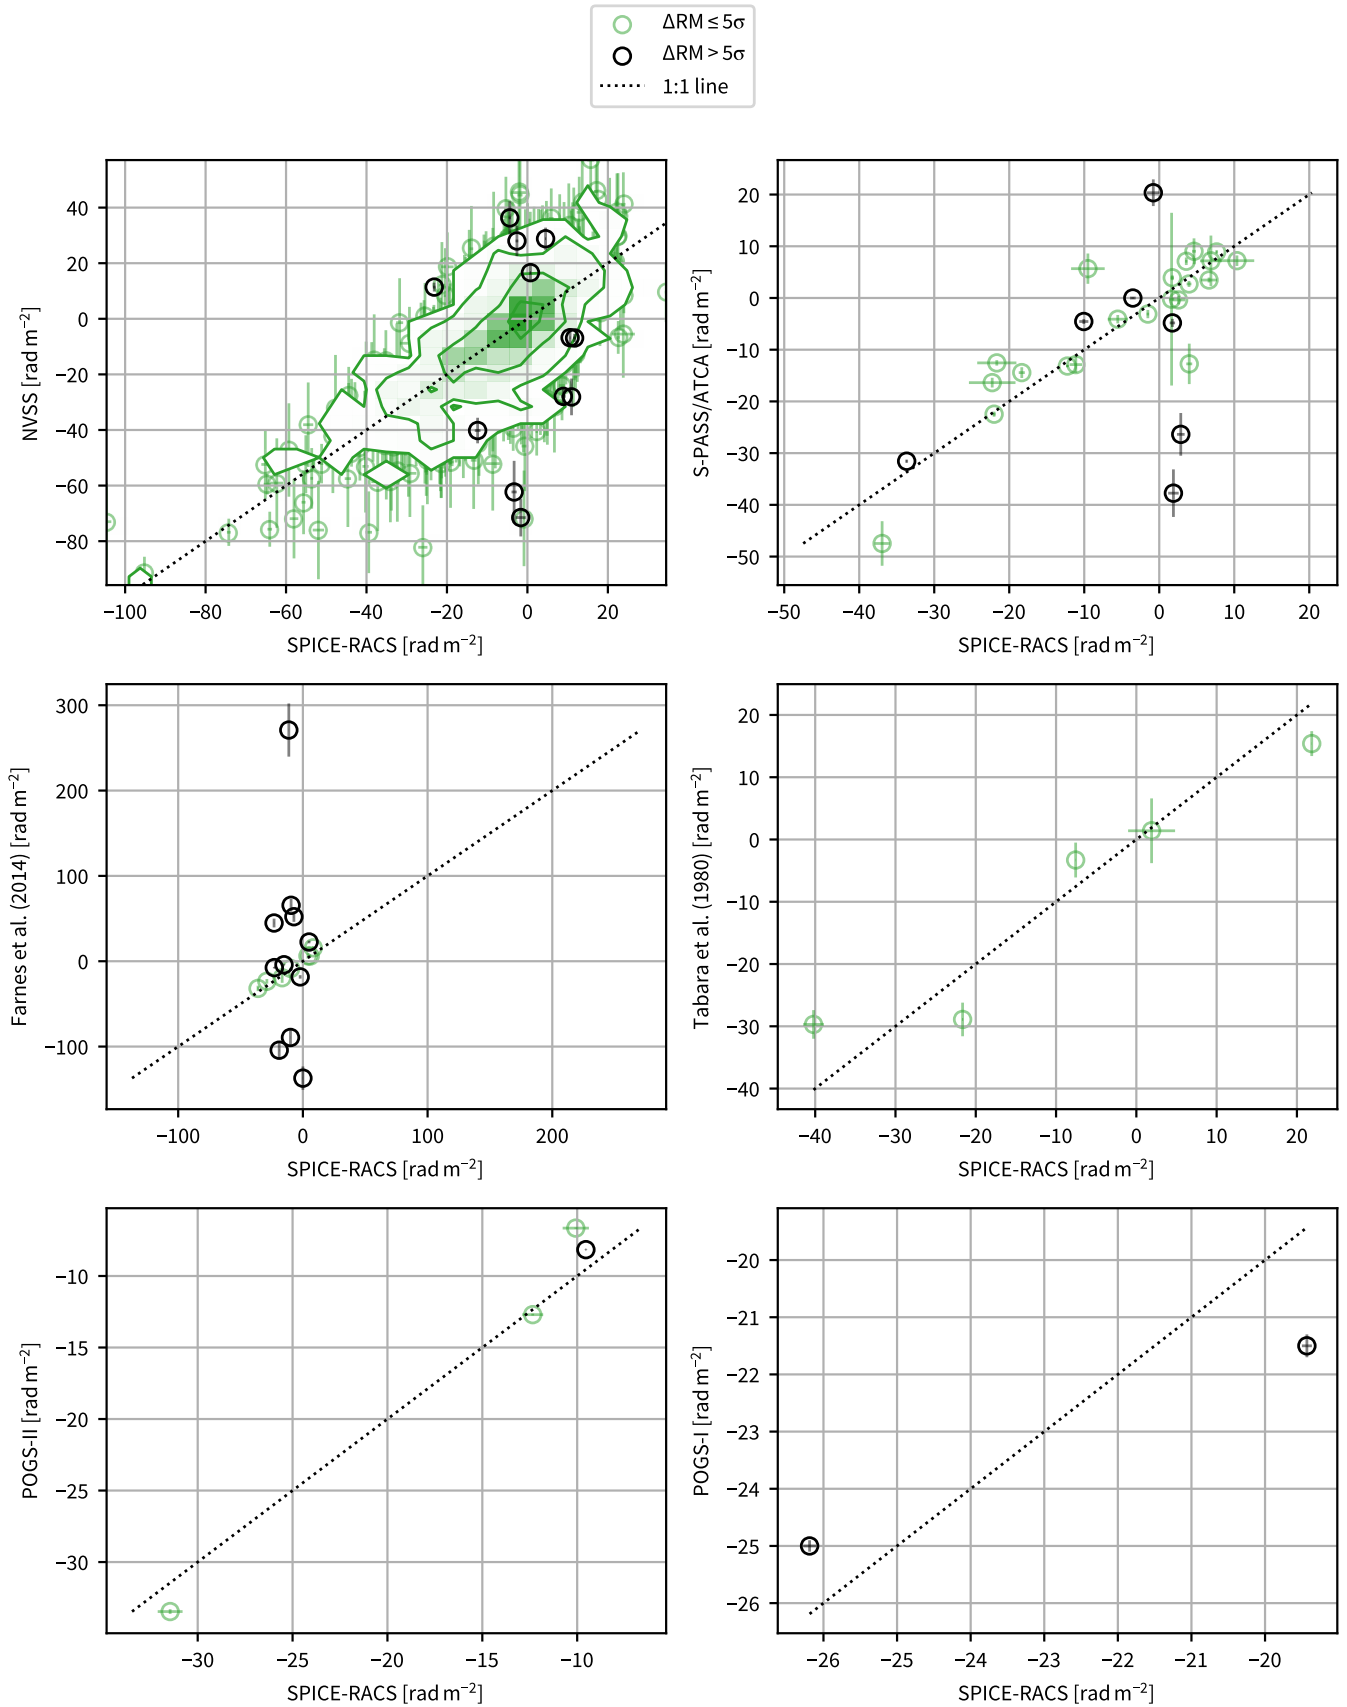 ΔRM ≤ 5σ
ΔRM > 5σ
1:1 line
NVSS [rad m⁻²]
40
20
0
−20
−40
−60
−80
−100 −80 −60 −40 −20 0 20
SPICE-RACS [rad m⁻²]
S-PASS/ATCA [rad m⁻²]
20
10
0
−10
−20
−30
−40
−50
−50 −40 −30 −20 −10 0 10 20
SPICE-RACS [rad m⁻²]
Farnes et al. (2014) [rad m⁻²]
300
200
100
0
−100
−100 0 100 200
SPICE-RACS [rad m⁻²]
Tabara et al. (1980) [rad m⁻²]
20
10
0
−10
−20
−30
−40
−40 −30 −20 −10 0 10 20
SPICE-RACS [rad m⁻²]
POGS-II [rad m⁻²]
−10
−15
−20
−25
−30
−30 −25 −20 −15 −10
SPICE-RACS [rad m⁻²]
POGS-I [rad m⁻²]
−20
−21
−22
−23
−24
−25
−26
−26 −25 −24 −23 −22 −21 −20
SPICE-RACS [rad m⁻²]